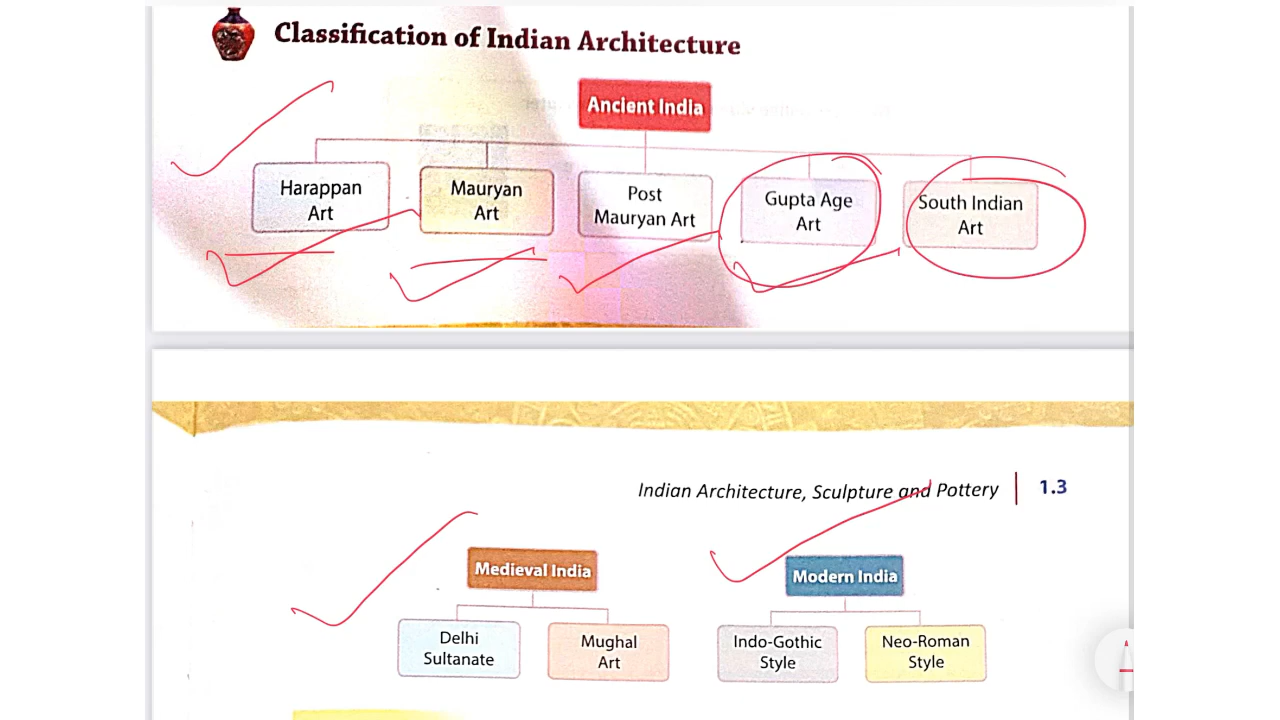 Classification of Indian Architecture
Ancient India
Harappan
Art
Mauryan
Art
Post
Mauryan Art
Gupta Age
Art
South Indian
Art
Indian Architecture, Sculpture and Pottery | 1.3
Medieval India
Modern India
Delhi
Sultanate
Mughal
Art
Indo-Gothic
Style
Neo-Roman
Style